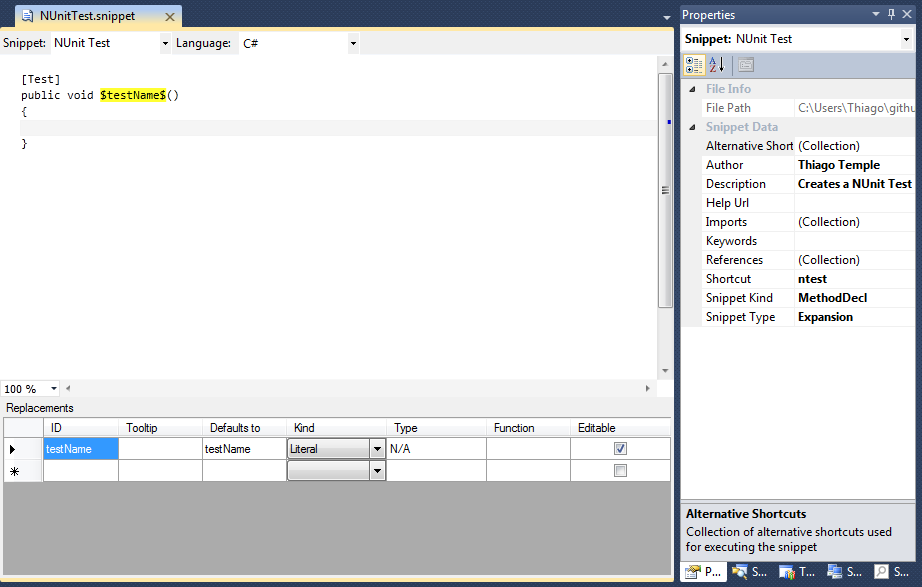 NUnitTest.snippet
Snippet: NUnit Test Language: C#
[Test]
public void $testName$()
{
}
100 %
Replacements
ID Tooltip Defaults to Kind Type Function Editable
testName testName Literal N/A
Properties
Snippet: NUnit Test
File Info
File Path C:\Users\Thiago\githu
Snippet Data
Alternative Short (Collection)
Author Thiago Temple
Description Creates a NUnit Test
Help Url
Imports (Collection)
Keywords
References (Collection)
Shortcut ntest
Snippet Kind MethodDecl
Snippet Type Expansion
Alternative Shortcuts
Collection of alternative shortcuts used
for executing the snippet
P... S... T... S... S...